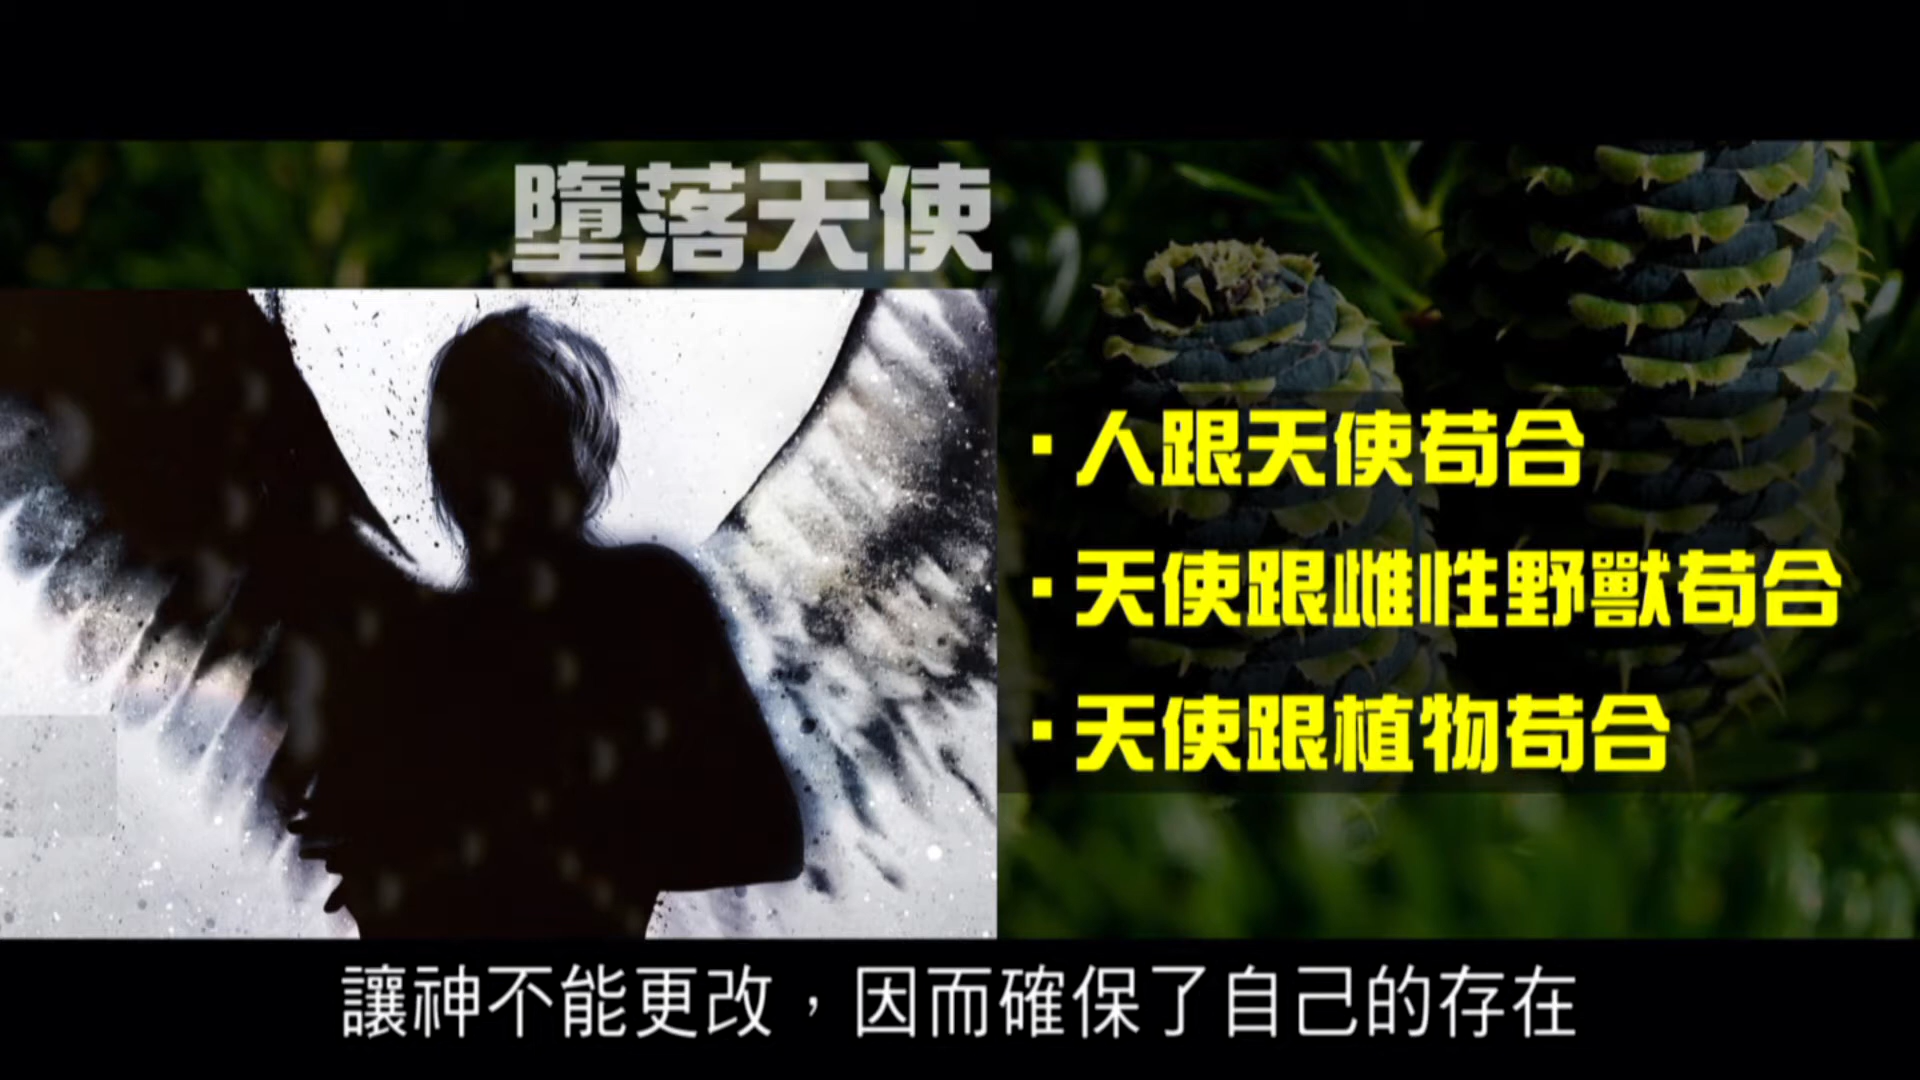 墮落天使
·人跟天使苟合
·天使跟雌性野獸苟合
·天使跟植物苟合
讓神不能更改，因而確保了自己的存在